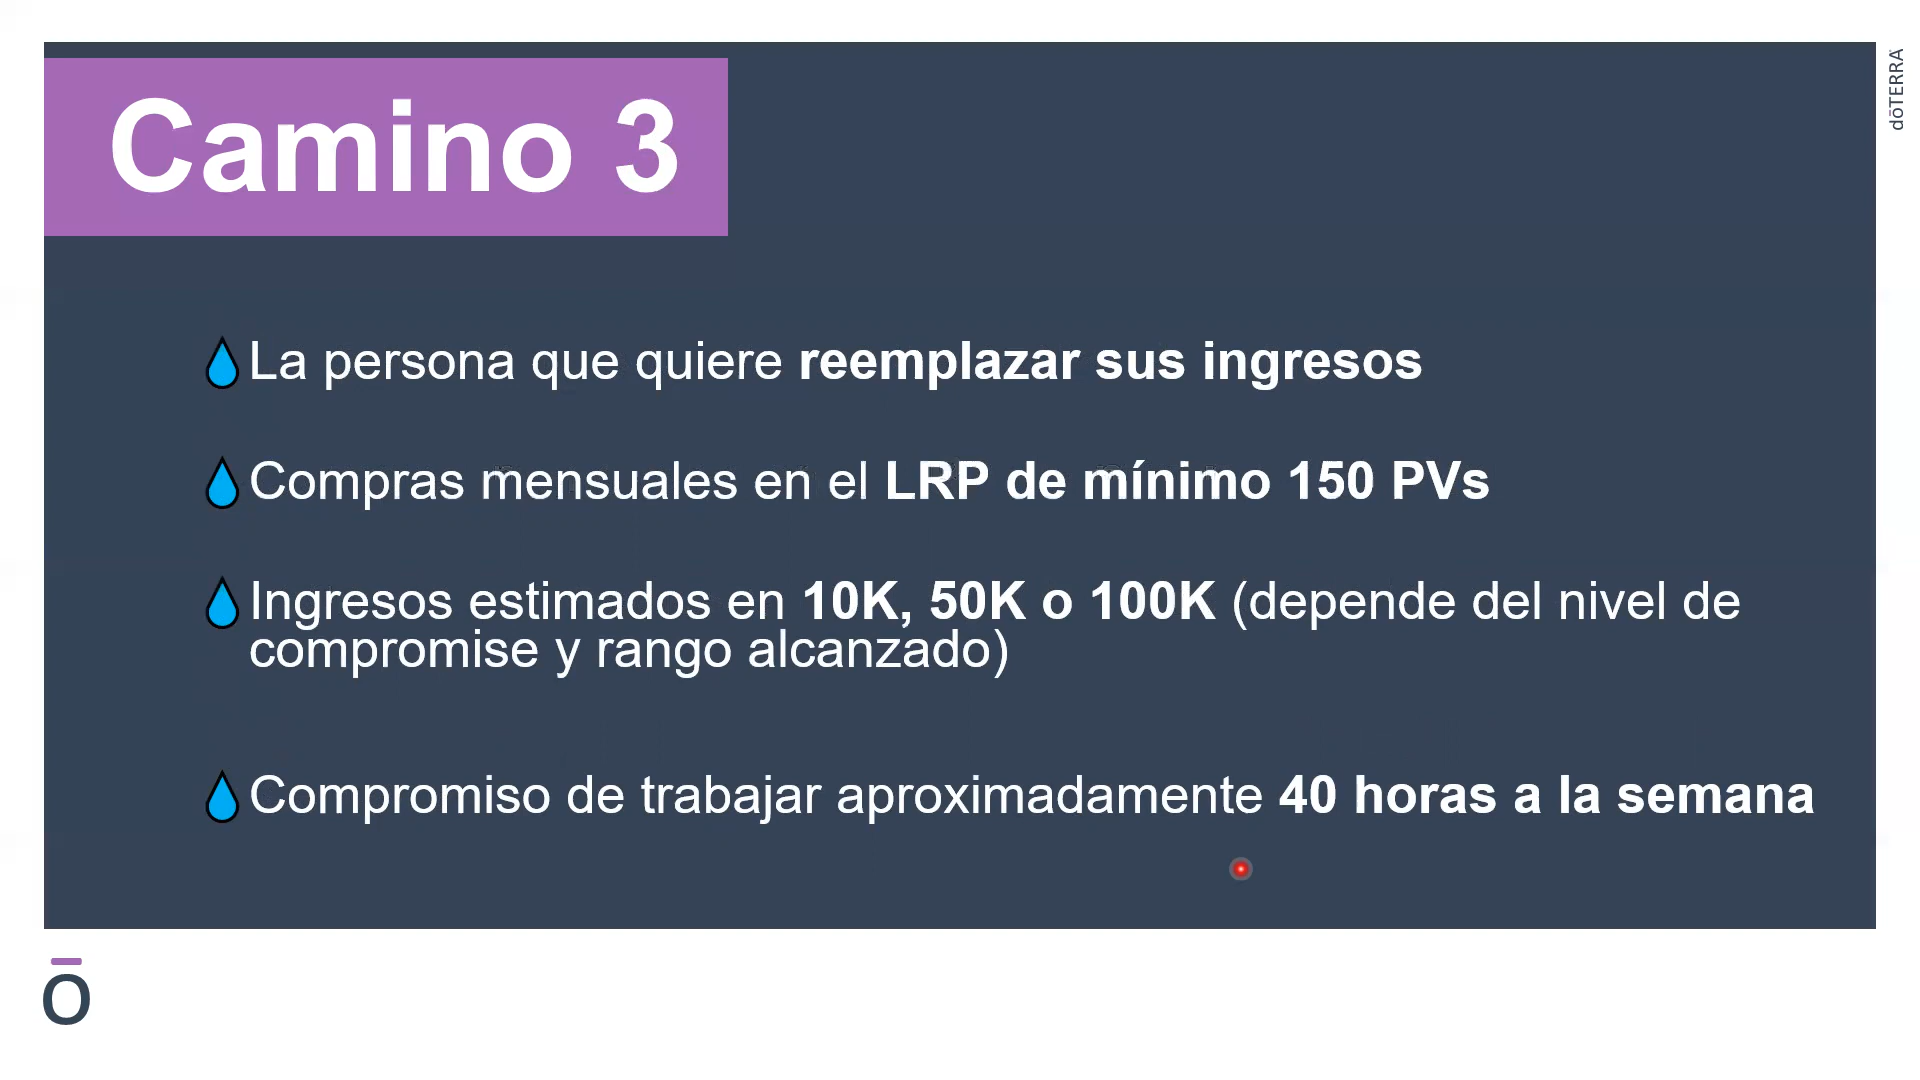 Camino 3
dōTERRA
La persona que quiere reemplazar sus ingresos
Compras mensuales en el LRP de mínimo 150 PVs
Ingresos estimados en 10K, 50K o 100K (depende del nivel de
compromise y rango alcanzado)
Compromiso de trabajar aproximadamente 40 horas a la semana
ō